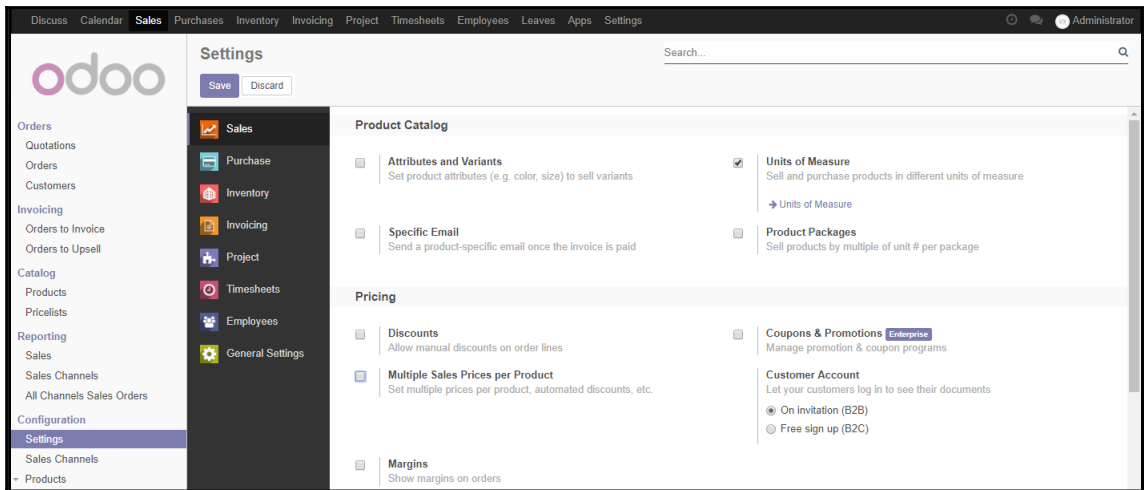 Discuss Calendar Sales Purchases Inventory Invoicing Project Timesheets Employees Leaves Apps Settings Administrator
odoo
Settings
Search...
Save Discard
Orders
Quotations
Orders
Customers
Invoicing
Orders to Invoice
Orders to Upsell
Catalog
Products
Pricelists
Reporting
Sales
Sales Channels
All Channels Sales Orders
Configuration
Settings
Sales Channels
Products
Sales
Purchase
Inventory
Invoicing
Project
Timesheets
Employees
General Settings
Product Catalog
Attributes and Variants
Set product attributes (e.g. color, size) to sell variants
Units of Measure
Sell and purchase products in different units of measure
Units of Measure
Specific Email
Send a product-specific email once the invoice is paid
Product Packages
Sell products by multiple of unit # per package
Pricing
Discounts
Allow manual discounts on order lines
Coupons & Promotions Enterprise
Manage promotion & coupon programs
Multiple Sales Prices per Product
Set multiple prices per product, automated discounts, etc.
Customer Account
Let your customers log in to see their documents
On invitation (B2B)
Free sign up (B2C)
Margins
Show margins on orders